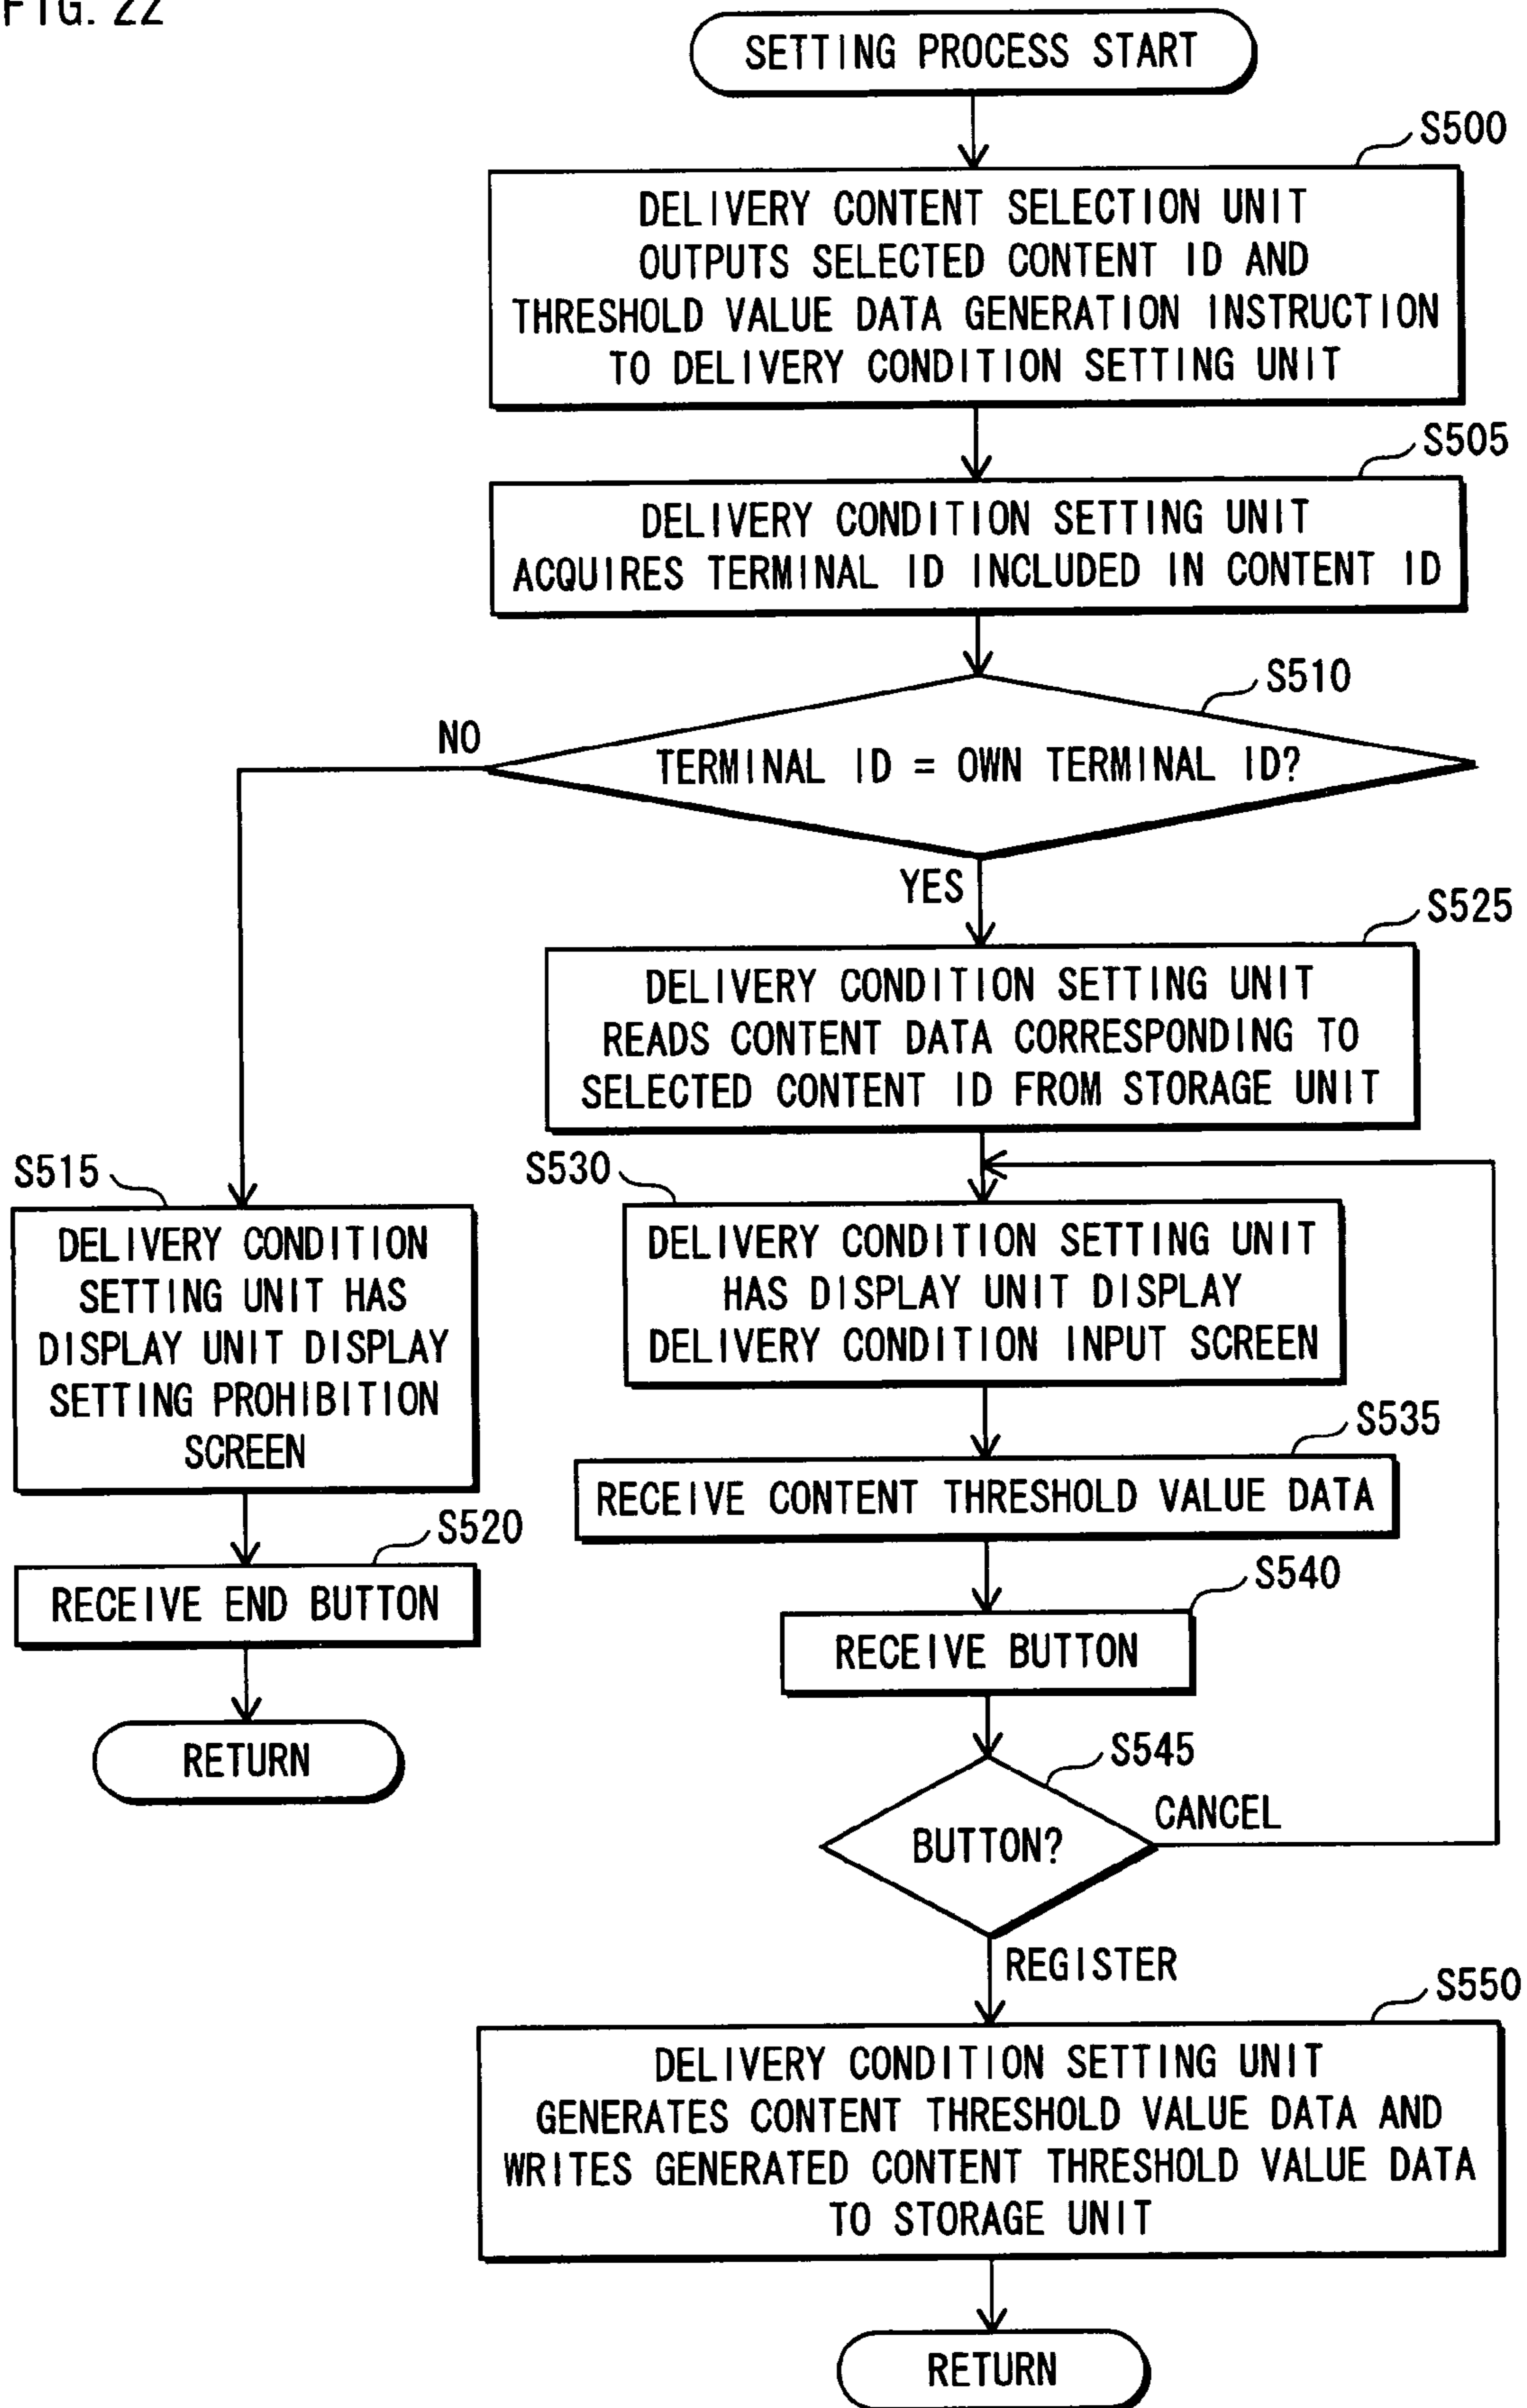 FIG. 22
SETTING PROCESS START
S500
DELIVERY CONTENT SELECTION UNIT
OUTPUTS SELECTED CONTENT ID AND
THRESHOLD VALUE DATA GENERATION INSTRUCTION
TO DELIVERY CONDITION SETTING UNIT
S505
DELIVERY CONDITION SETTING UNIT
ACQUIRES TERMINAL ID INCLUDED IN CONTENT ID
S510
NO
TERMINAL ID = OWN TERMINAL ID?
YES
S525
DELIVERY CONDITION SETTING UNIT
READS CONTENT DATA CORRESPONDING TO
SELECTED CONTENT ID FROM STORAGE UNIT
S515
DELIVERY CONDITION
SETTING UNIT HAS
DISPLAY UNIT DISPLAY
SETTING PROHIBITION
SCREEN
S520
RECEIVE END BUTTON
RETURN
S530
DELIVERY CONDITION SETTING UNIT
HAS DISPLAY UNIT DISPLAY
DELIVERY CONDITION INPUT SCREEN
S535
RECEIVE CONTENT THRESHOLD VALUE DATA
S540
RECEIVE BUTTON
S545
BUTTON?
CANCEL
REGISTER
S550
DELIVERY CONDITION SETTING UNIT
GENERATES CONTENT THRESHOLD VALUE DATA AND
WRITES GENERATED CONTENT THRESHOLD VALUE DATA
TO STORAGE UNIT
RETURN